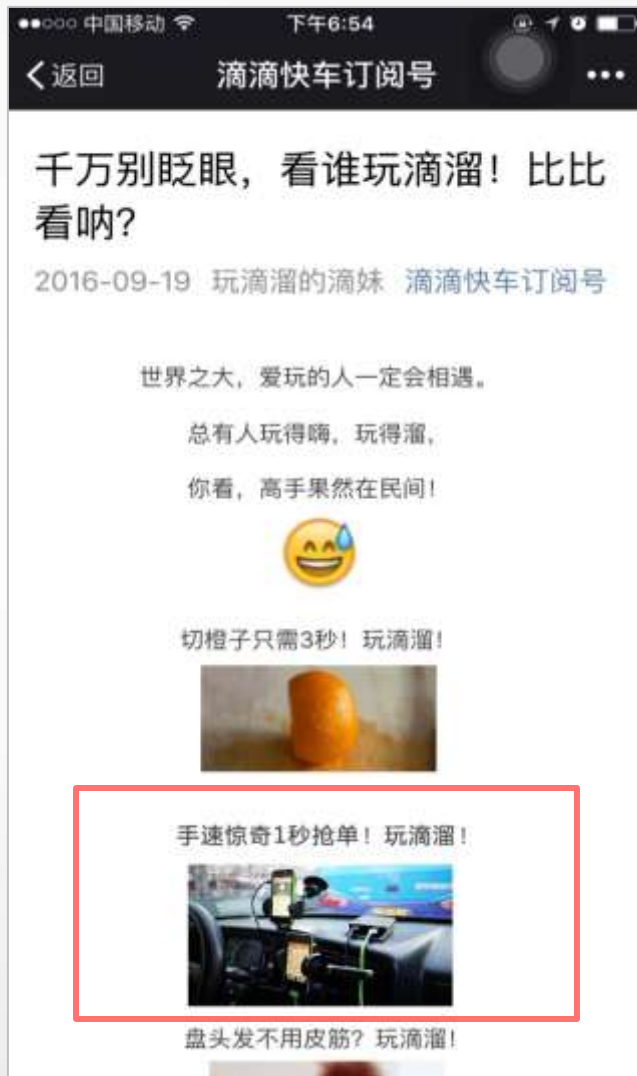 中国移动 下午6:54
返回 滴滴快车订阅号
千万别眨眼，看谁玩滴溜！比比
看呐？
2016-09-19 玩滴溜的滴妹 滴滴快车订阅号
世界之大，爱玩的人一定会相遇。
总有人玩得嗨，玩得溜，
你看，高手果然在民间！
切橙子只需3秒！玩滴溜！
手速惊奇1秒抢单！玩滴溜！
盘头发不用皮筋？玩滴溜！